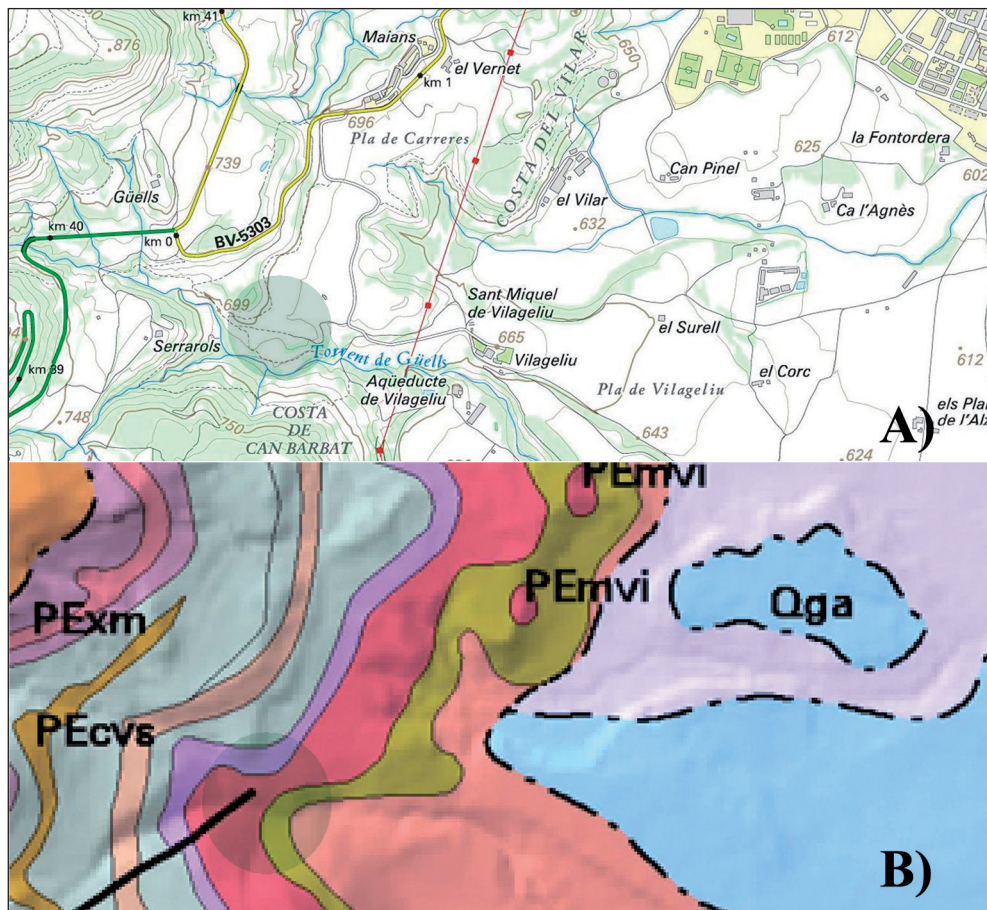 km 41
876
Maians
el Vernet
km 1
650
612
COSTA DEL VILAR
696
Pla de Carreres
739
Güells
la Fontordera
625
Can Pinel
602
el Vilar
Ca l'Agnès
km 40
km 0
BV-5303
632
699
Sant Miquel
de Vilageliu
el Surell
Serrarols
Torrent de Güells
665
Vilageliu
612
km 39
Aqüeducte
de Vilageliu
Pla de Vilageliu
el Corc
748
750
COSTA
DE
CAN BARBAT
643
els Plar
de l'Alz
624
A)
PEmvi
PEmvi
Qga
PExm
PEcvs
B)